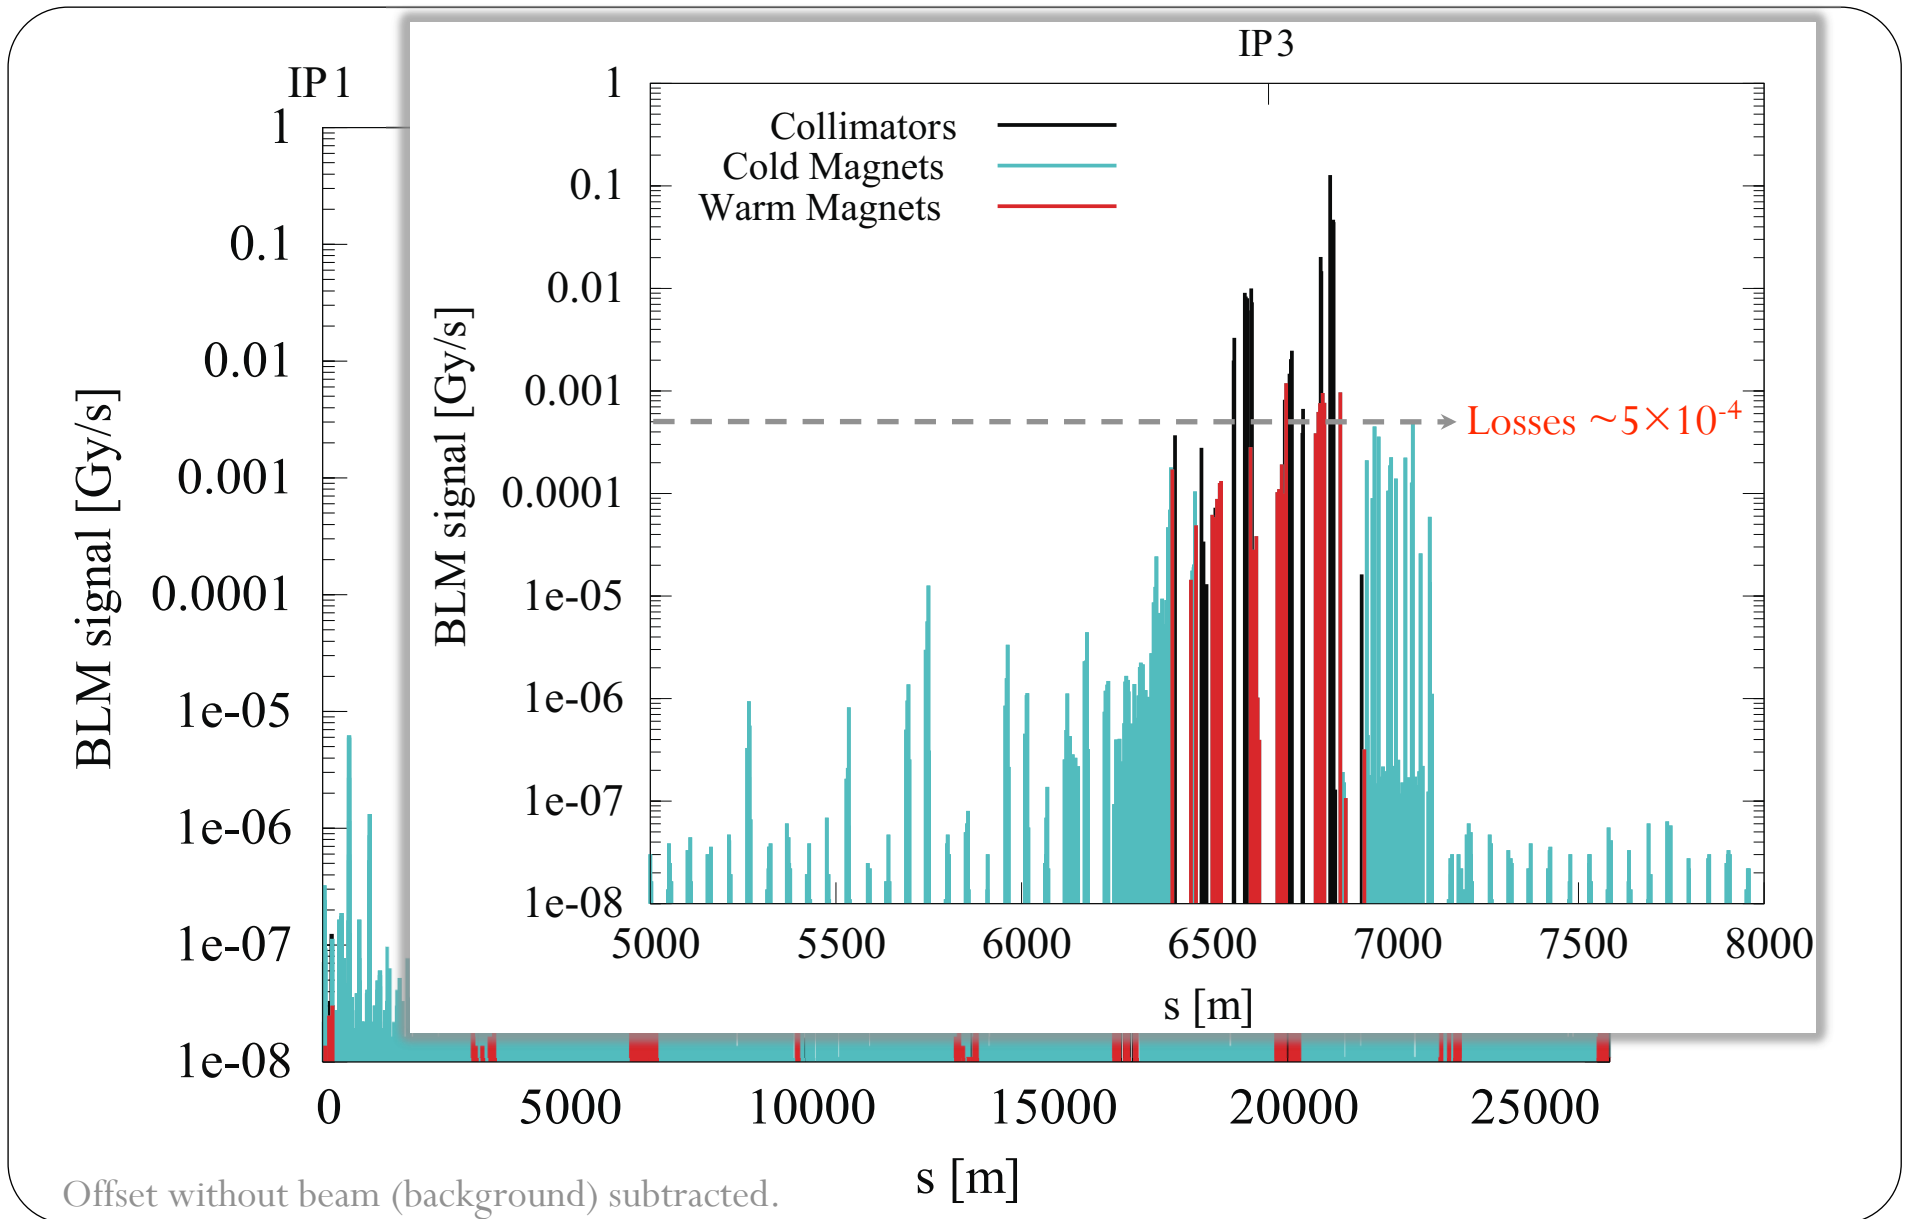 IP 3
IP 1
1
0.1
0.01
0.001
0.0001
1e-05
1e-06
1e-07
1e-08
BLM signal [Gy/s]
Collimators
Cold Magnets
Warm Magnets
Losses ~5×10-4
5000 5500 6000 6500 7000 7500 8000
s [m]
1
0.1
0.01
0.001
0.0001
1e-05
1e-06
1e-07
1e-08
BLM signal [Gy/s]
0 5000 10000 15000 20000 25000
s [m]
Offset without beam (background) subtracted.